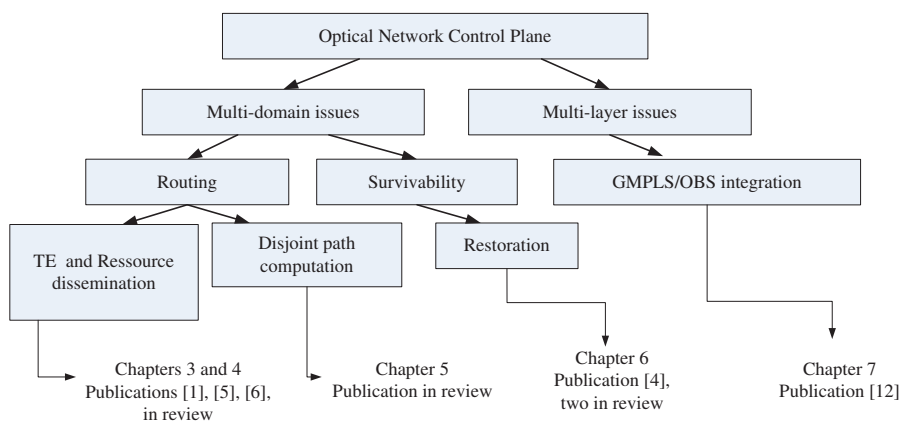 Optical Network Control Plane
Multi-domain issues
Multi-layer issues
Routing
Survivability
GMPLS/OBS integration
TE and Ressource
dissemination
Disjoint path
computation
Restoration
Chapters 3 and 4
Publications [1], [5], [6],
in review
Chapter 5
Publication in review
Chapter 6
Publication [4],
two in review
Chapter 7
Publication [12]